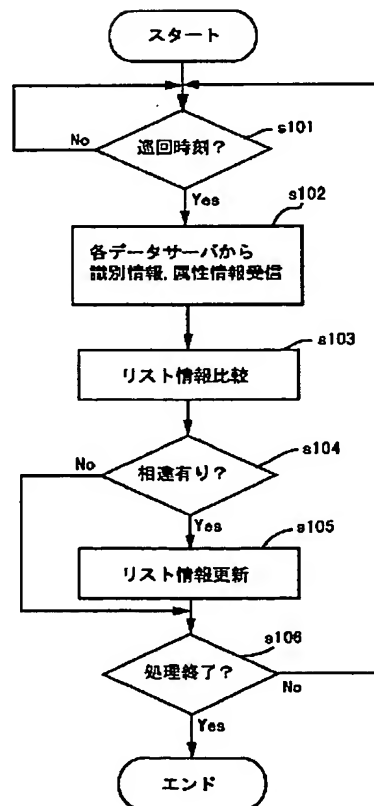 スタート
s101
No
巡回時刻?
Yes
s102
各データサーバから
識別情報,属性情報受信
s103
リスト情報比較
s104
No
相違有り?
Yes
s105
リスト情報更新
s106
処理終了?
No
Yes
エンド